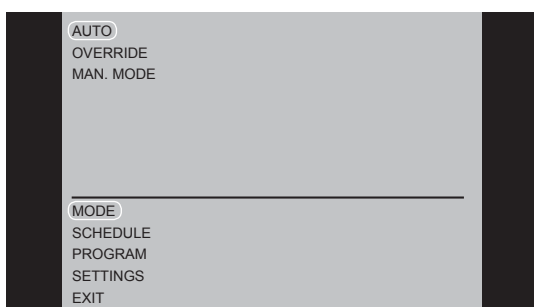 AUTO
OVERRIDE
MAN. MODE
MODE
SCHEDULE
PROGRAM
SETTINGS
EXIT